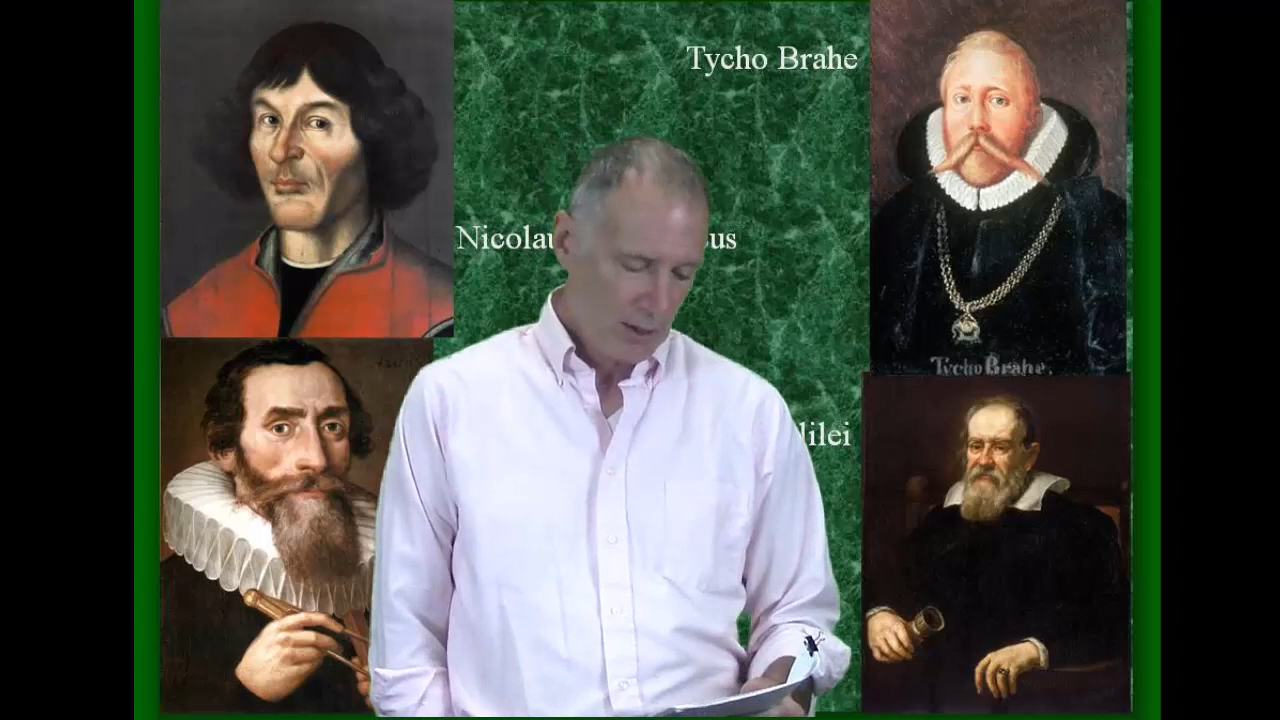 Tycho Brahe
Nicolau
us
lilei
Tycho Brahe.